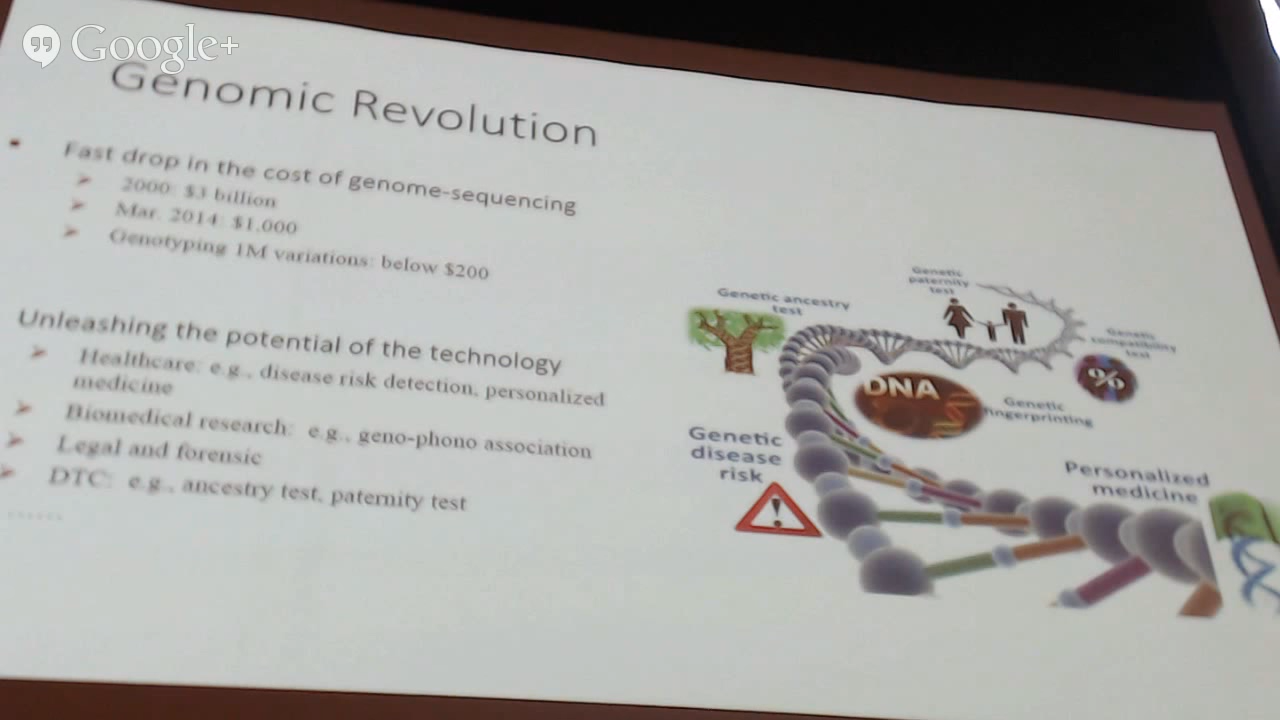 Google+
Genomic Revolution
Fast drop in the cost of genome-sequencing
2000: $3 billion
Mar. 2014: $1,000
Genotyping 1M variations: below $200
Unleashing the potential of the technology
Healthcare: e.g., disease risk detection, personalized
medicine
Biomedical research: e.g., geno-phono association
Legal and forensic
DTC: e.g., ancestry test, paternity test
......
Genetic ancestry
test
Genetic
paternity
test
Genetic
compatibility
test
%
DNA
Genetic
fingerprinting
Genetic
disease
risk
!
Personalized
medicine